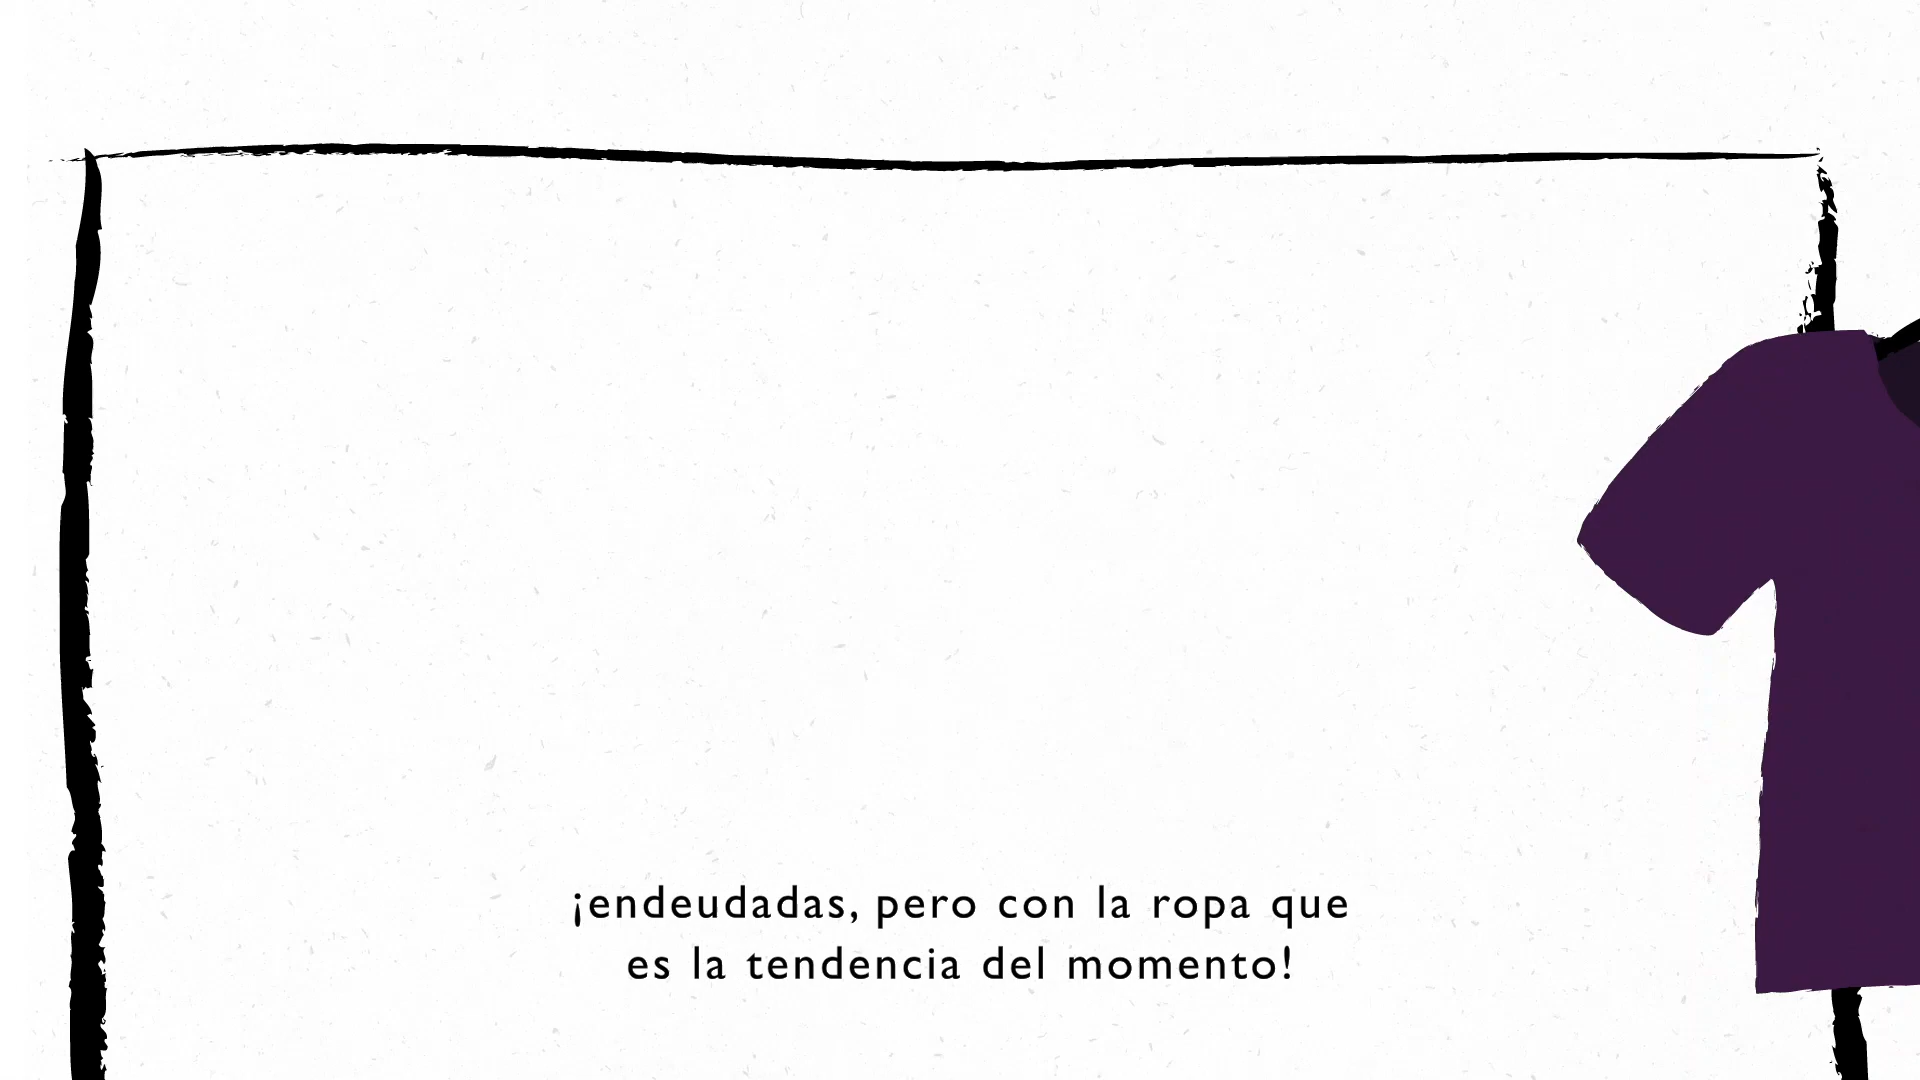 ¡endeudadas, pero con la ropa que
es la tendencia del momento!